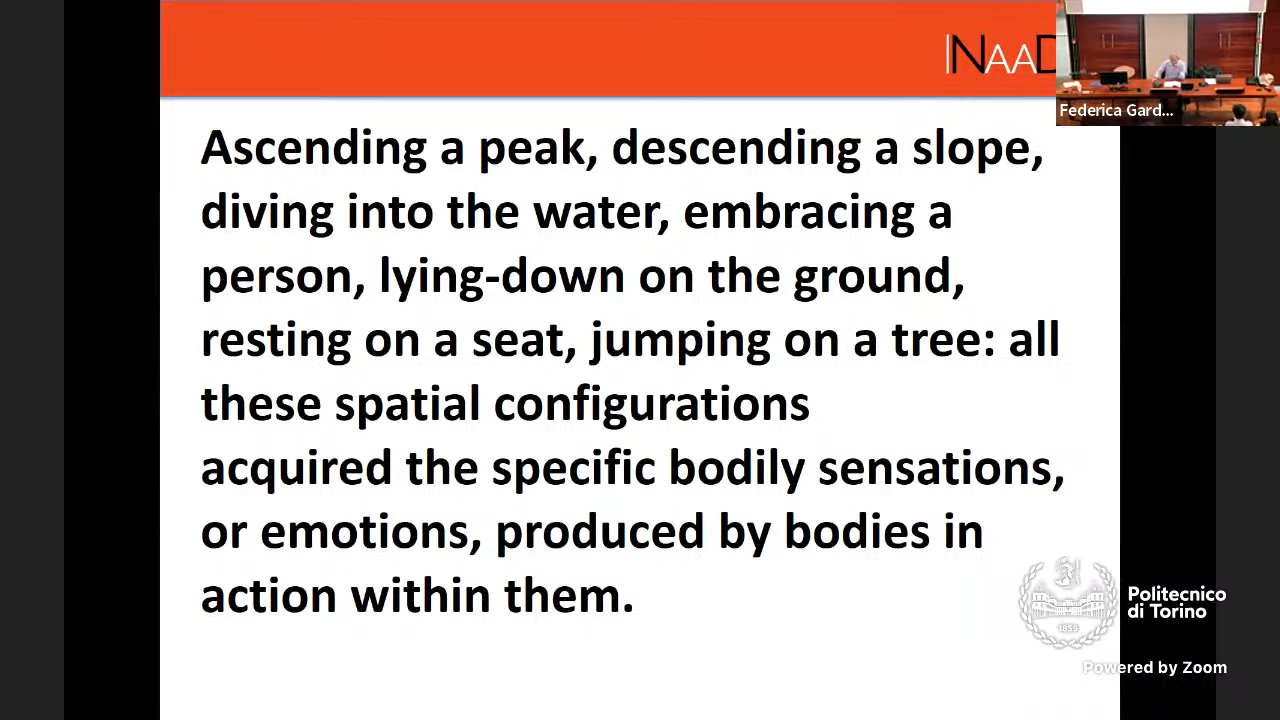 INAAD
Federica Gard...
Ascending a peak, descending a slope,
diving into the water, embracing a
person, lying-down on the ground,
resting on a seat, jumping on a tree: all
these spatial configurations
acquired the specific bodily sensations,
or emotions, produced by bodies in
action within them.
1859
Politecnico
di Torino
Powered by Zoom